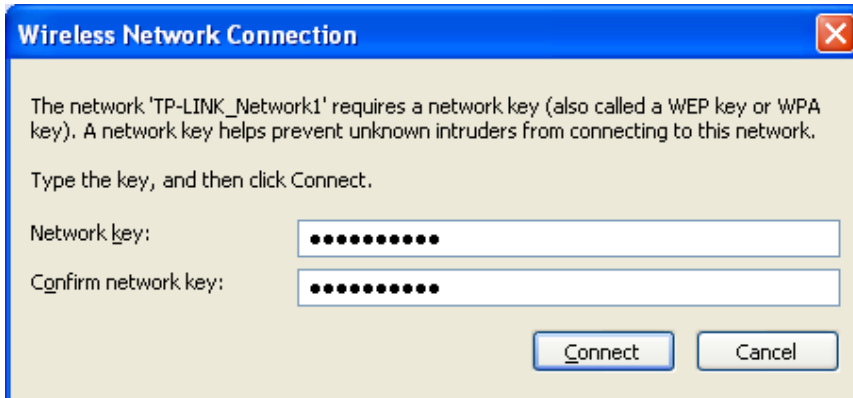 Wireless Network Connection
The network 'TP-LINK_Network1' requires a network key (also called a WEP key or WPA
key). A network key helps prevent unknown intruders from connecting to this network.
Type the key, and then click Connect.
Network key: ●●●●●●●●●●
Confirm network key: ●●●●●●●●●●
Connect Cancel